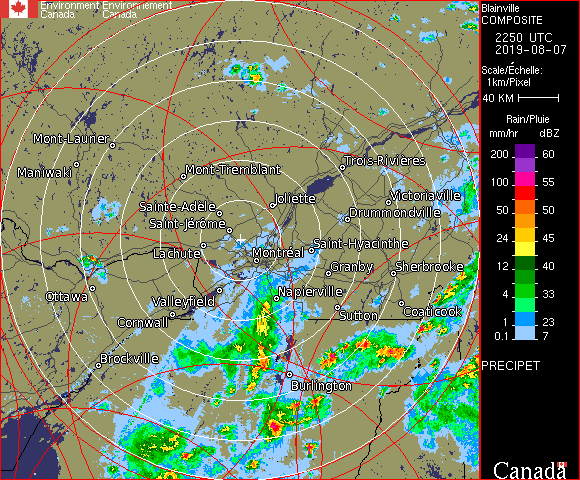 Environment Environnement
Canada Canada
Blainville
COMPOSITE
2250 UTC
2019-08-07
Scale/Échelle:
1km/Pixel
40 KM
Rain/Pluie
mm/hr dBZ
200 60
100 55
50 50
24 45
12 40
4 33
1 23
0.1 7
PRECIPET
Canada
Mont-Laurier
Maniwaki
Mont-Tremblant
Trois-Rivières
Joliette
Victoriaville
Sainte-Adele
Drummondville
Saint-Jérôme
Lachute
Montréal
Saint-Hyacinthe
Granby
Sherbrooke
Ottawa
Valleyfield
Napierville
Cornwall
Sutton
Coaticook
Brockville
Burlington